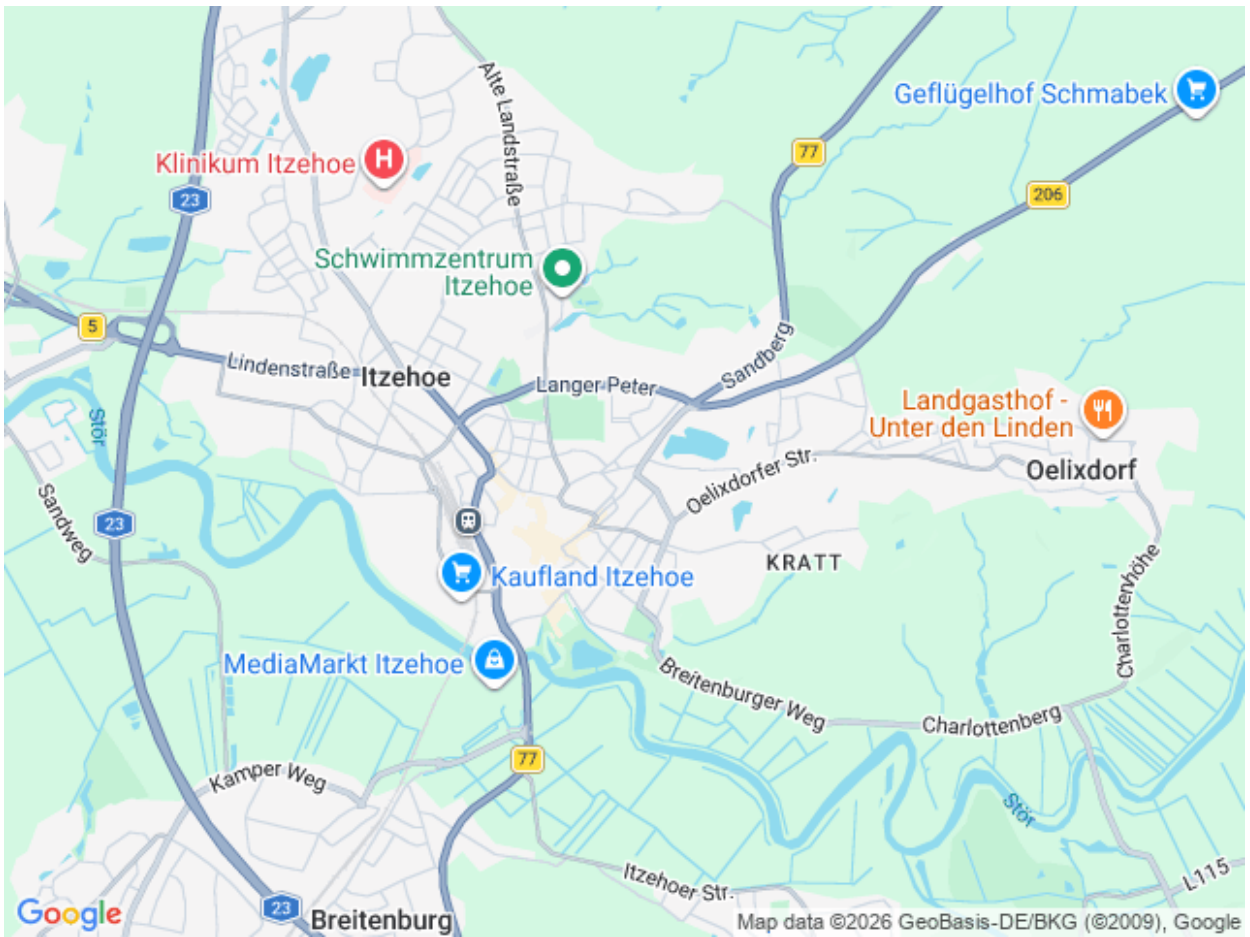 Alte Landstraße
Geflügelhof Schmabek
77
Klinikum Itzehoe
H
23
206
Schwimmzentrum
Itzehoe
5
Lindenstraße
Itzehoe
Langer Peter
Sandberg
Landgasthof -
Unter den Linden
Stör
Oelixdorfer Str.
Oelixdorf
Sandweg
23
KRATT
Kaufland Itzehoe
Charlottenhöhe
MediaMarkt Itzehoe
Breitenburger Weg
Charlottenberg
77
Kamper Weg
Stör
Itzehoer Str.
L115
Google
23
Breitenburg
Map data ©2026 GeoBasis-DE/BKG (©2009), Google